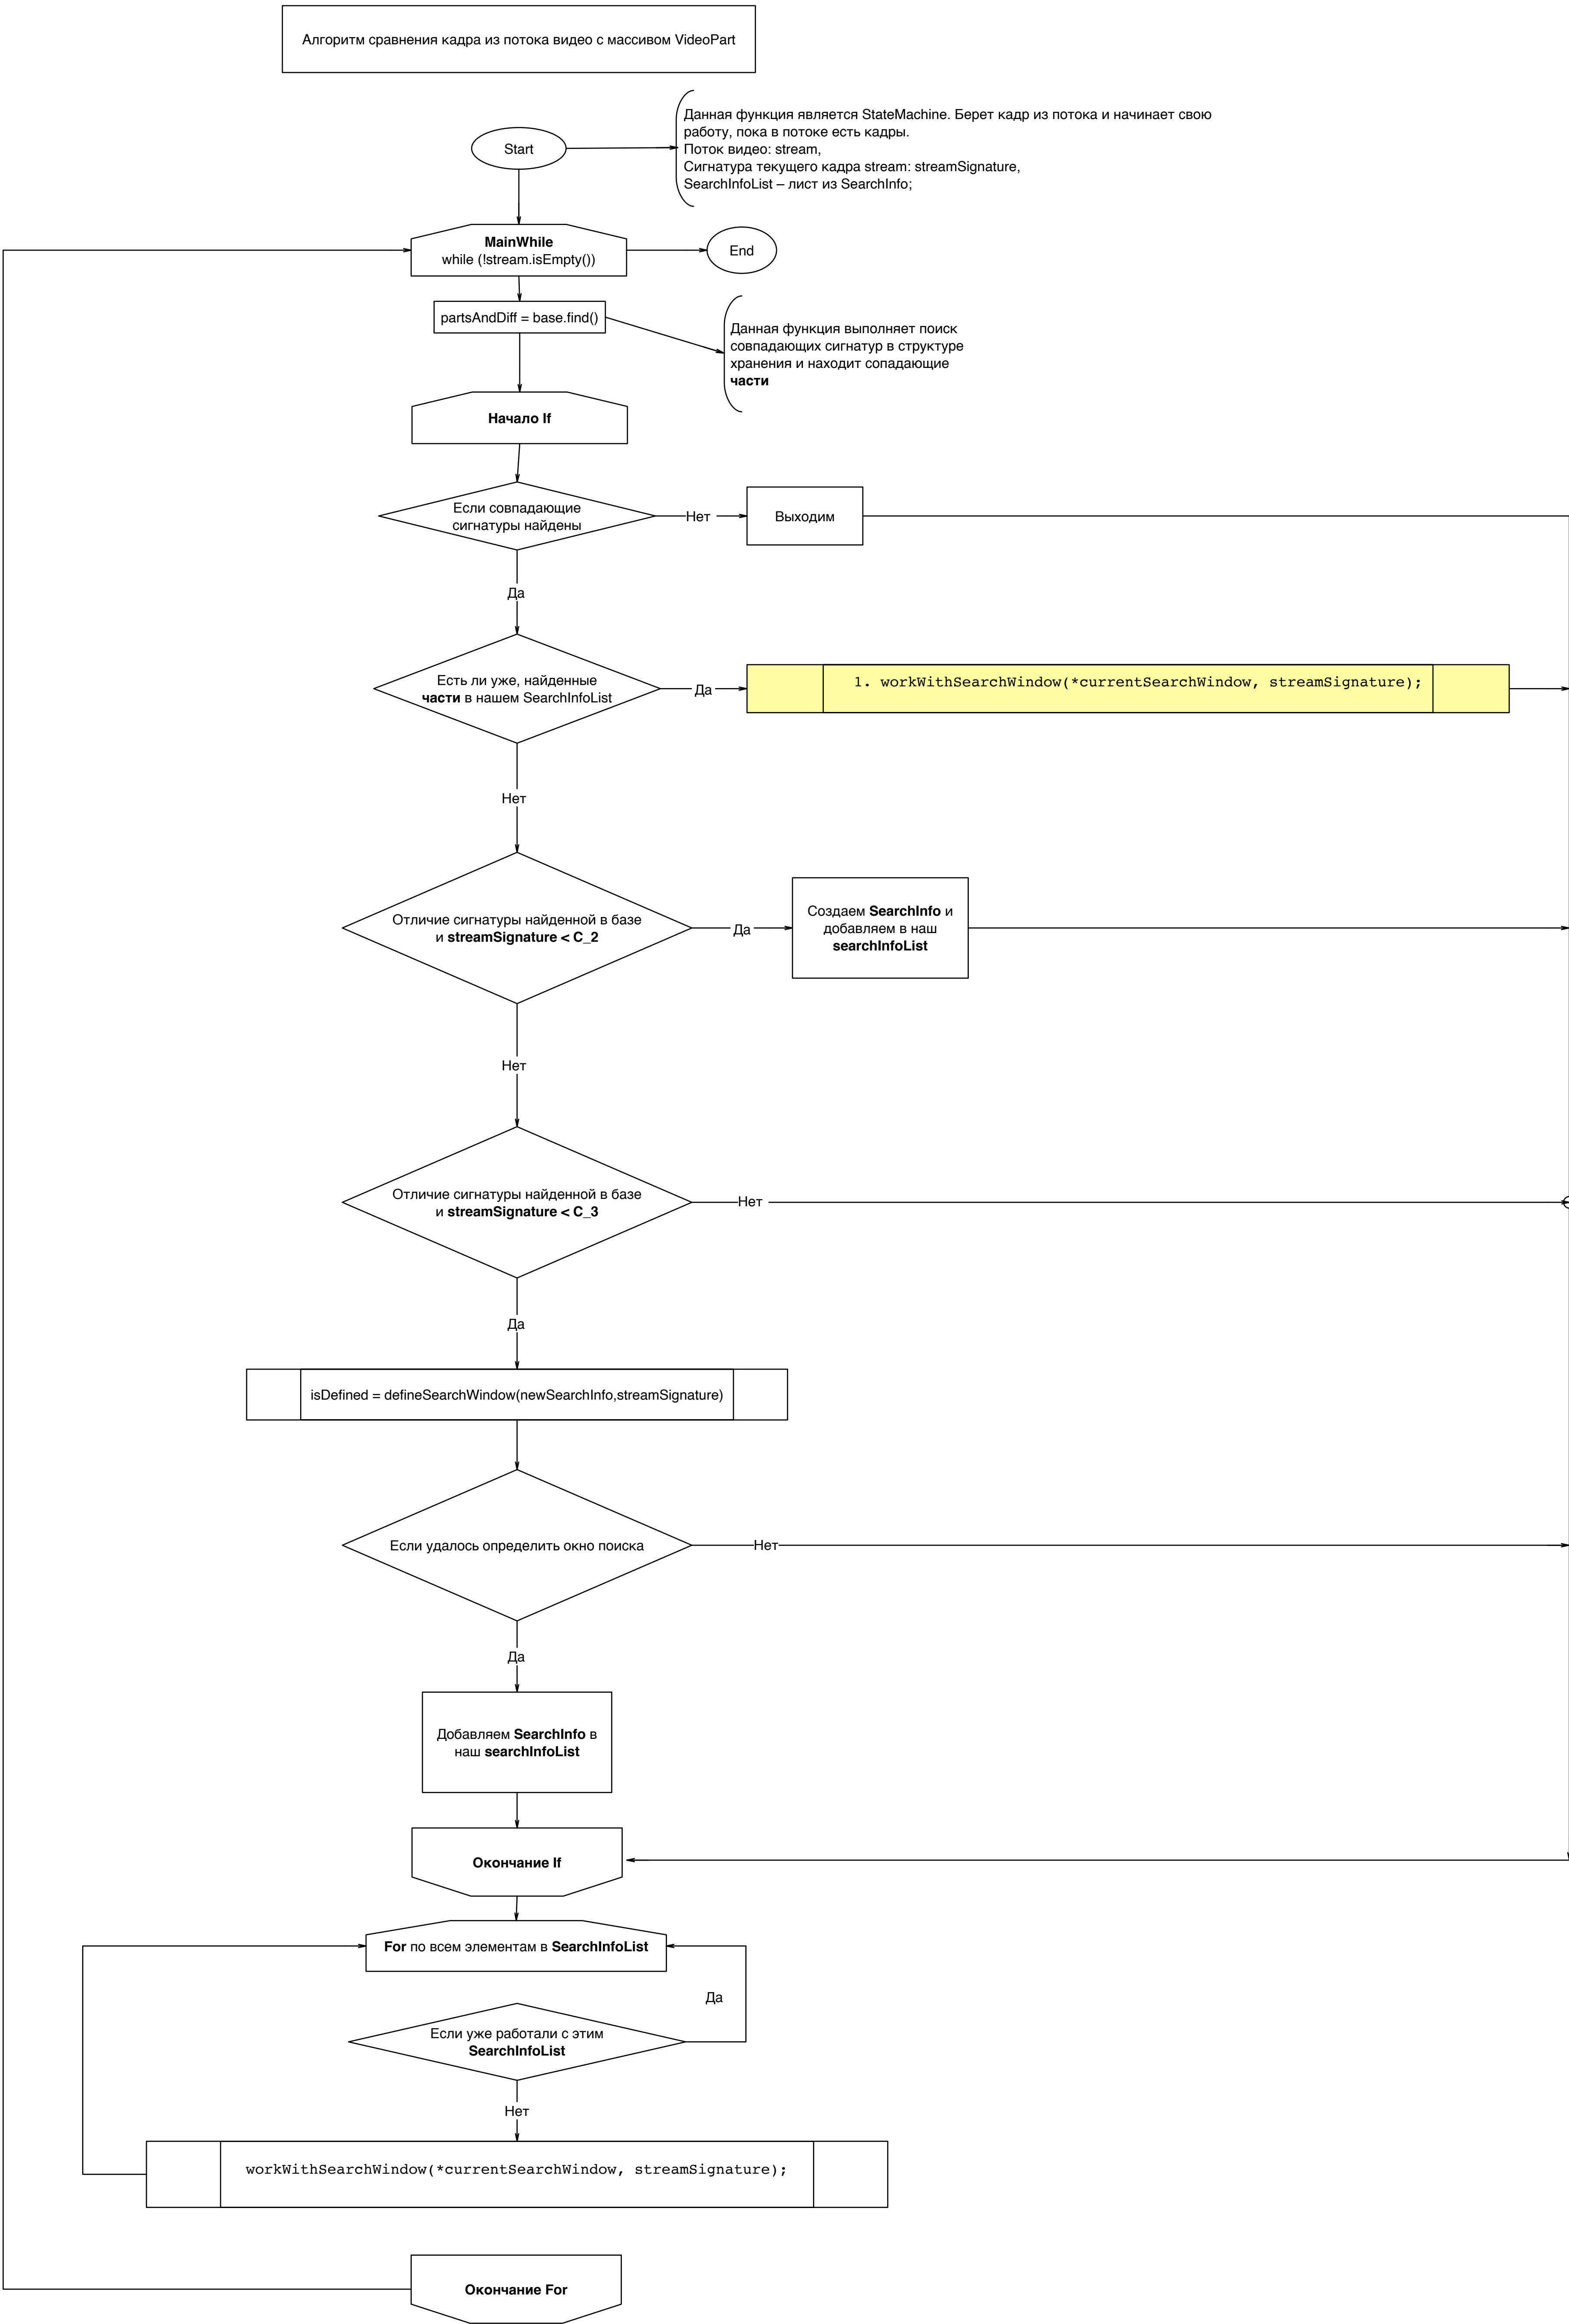 Алгоритм сравнения кадра из потока видео с массивом VideoPart
Start
Данная функция является StateMachine. Берет кадр из потока и начинает свою
работу, пока в потоке есть кадры.
Поток видео: stream,
Сигнатура текущего кадра stream: streamSignature,
SearchInfoList – лист из SearchInfo;
MainWhile
while (!stream.isEmpty())
End
partsAndDiff = base.find()
Данная функция выполняет поиск
совпадающих сигнатур в структуре
хранения и находит сопадающие
части
Начало If
Если совпадающие
сигнатуры найдены
Нет
Выходим
Да
Есть ли уже, найденные
части в нашем SearchInfoList
Да
1. workWithSearchWindow(*currentSearchWindow, streamSignature);
Нет
Отличие сигнатуры найденной в базе
и streamSignature < C_2
Да
Создаем SearchInfo и
добавляем в наш
searchInfoList
Нет
Отличие сигнатуры найденной в базе
и streamSignature < C_3
Нет
Да
isDefined = defineSearchWindow(newSearchInfo,streamSignature)
Если удалось определить окно поиска
Нет
Да
Добавляем SearchInfo в
наш searchInfoList
Окончание If
For по всем элементам в SearchInfoList
Да
Если уже работали с этим
SearchInfoList
Нет
workWithSearchWindow(*currentSearchWindow, streamSignature);
Окончание For